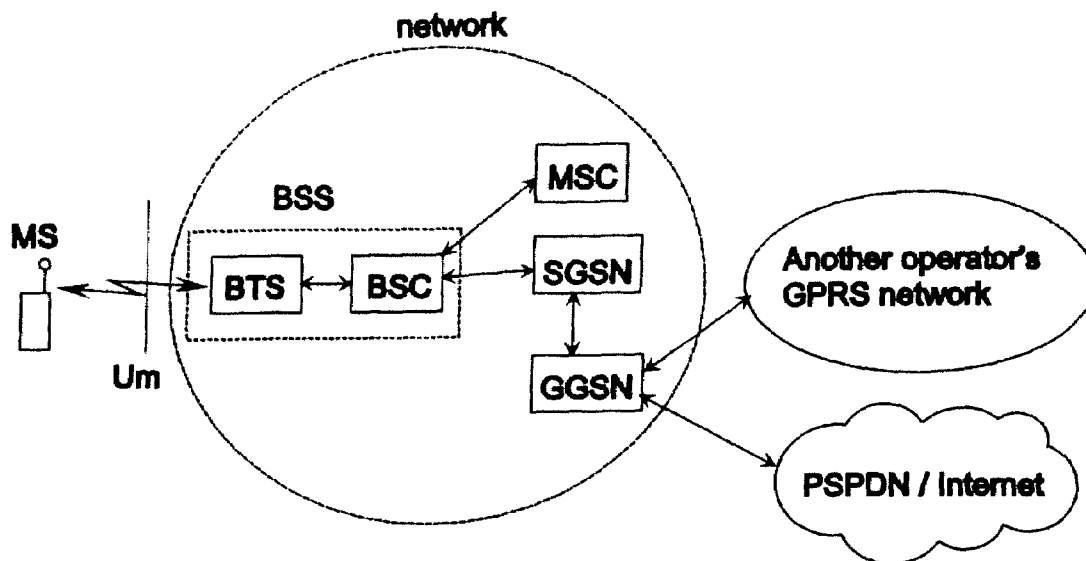 network
MSC
BSS
MS
BTS
BSC
SGSN
Another operator's
GPRS network
Um
GGSN
PSPDN / Internet